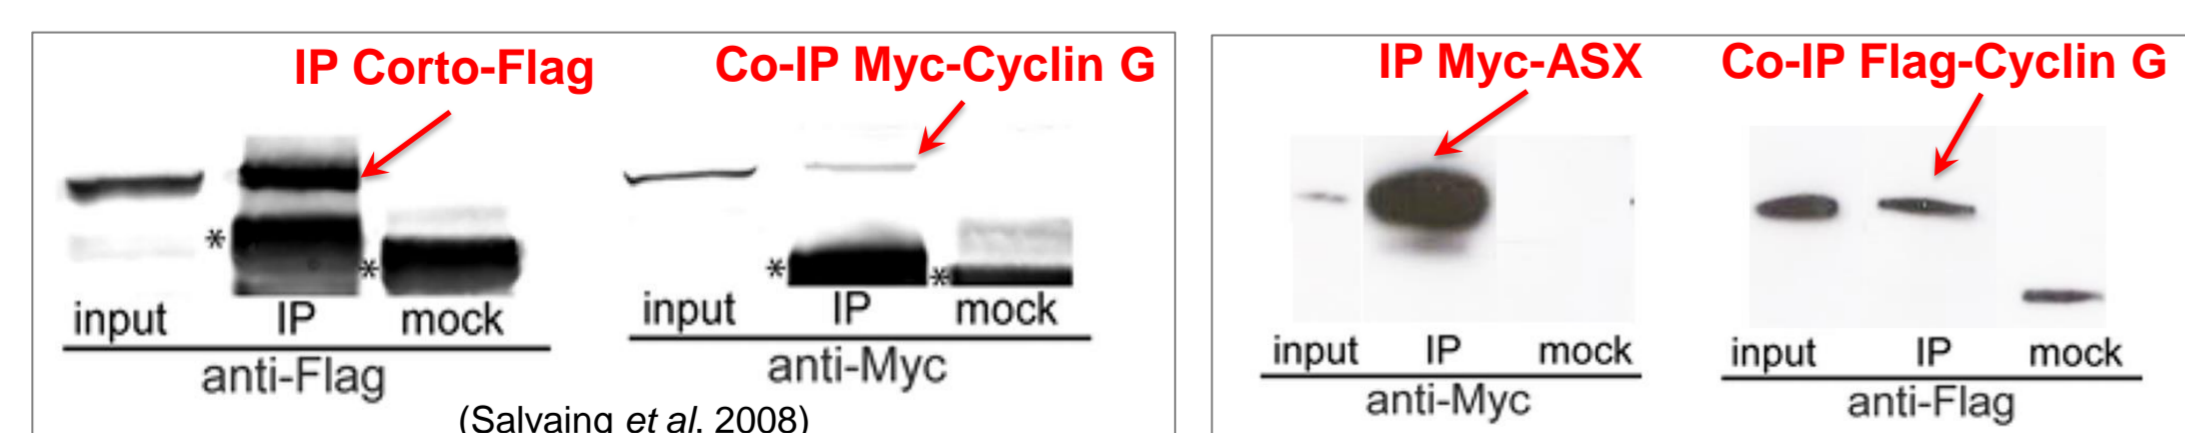 IP Corto-Flag
Co-IP Myc-Cyclin G
* * * *
input IP mock
input IP mock
anti-Flag
anti-Myc
(Salvaing et al. 2008)
IP Myc-ASX
Co-IP Flag-Cyclin G
input IP mock
input IP mock
anti-Myc
anti-Flag